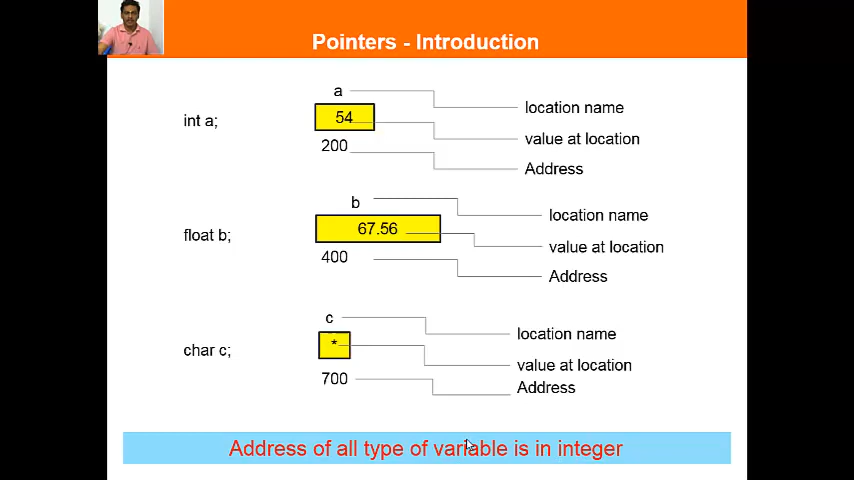 Pointers - Introduction
a
location name
int a;
54
value at location
200
Address
b
location name
float b;
67.56
value at location
400
Address
c
location name
char c;
*
value at location
700
Address
Address of all type of variable is in integer